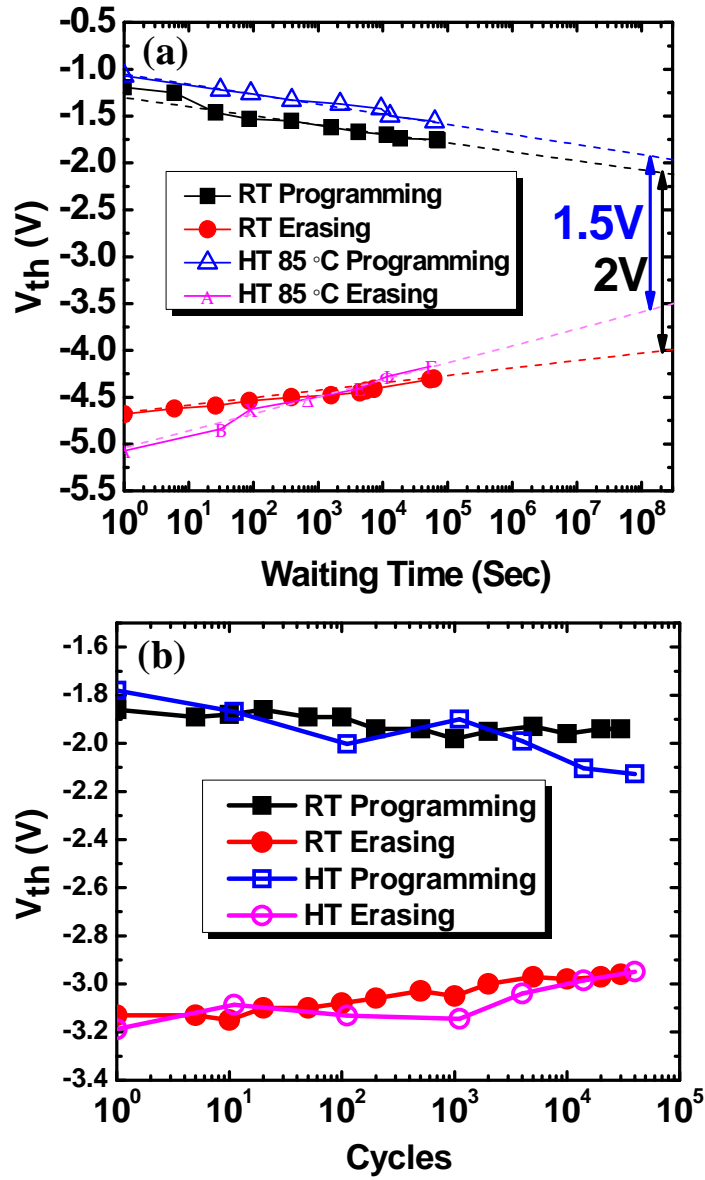 (a)
-0.5
-1.0
-1.5
-2.0
-2.5
-3.0
-3.5
-4.0
-4.5
-5.0
-5.5
V_th (V)
RT Programming
RT Erasing
HT 85 °C Programming
HT 85 °C Erasing
1.5V
2V
10^0 10^1 10^2 10^3 10^4 10^5 10^6 10^7 10^8
Waiting Time (Sec)
(b)
-1.6
-1.8
-2.0
-2.2
-2.4
-2.6
-2.8
-3.0
-3.2
-3.4
V_th (V)
RT Programming
RT Erasing
HT Programming
HT Erasing
10^0 10^1 10^2 10^3 10^4 10^5
Cycles